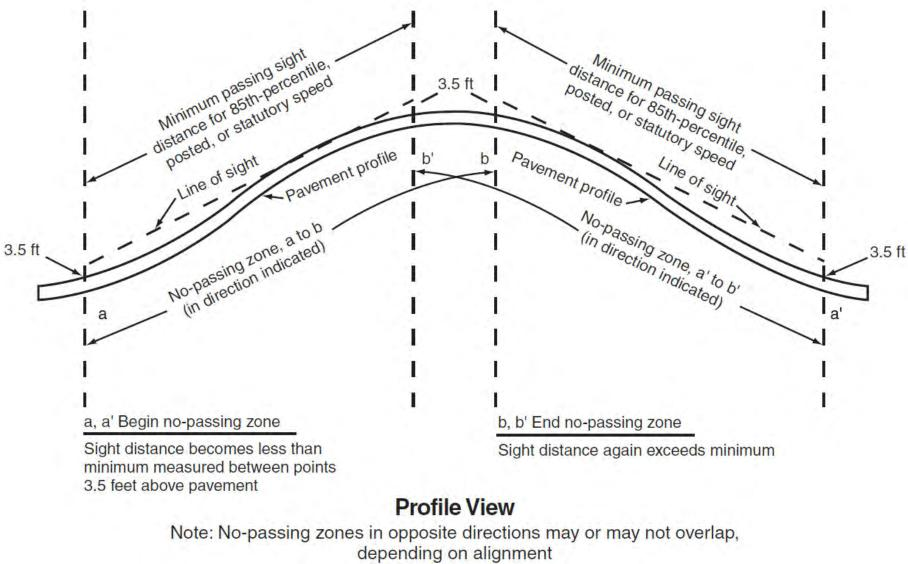 Minimum passing sight
distance for 85th-percentile,
posted, or statutory speed
3.5 ft
Minimum passing sight
distance for 85th-percentile,
posted, or statutory speed
Line of sight
Pavement profile
b'
b
Pavement profile
Line of sight
3.5 ft
No-passing zone, a to b
(in direction indicated)
No-passing zone, a' to b'
(in direction indicated)
3.5 ft
a
a'
a, a' Begin no-passing zone
Sight distance becomes less than
minimum measured between points
3.5 feet above pavement
b, b' End no-passing zone
Sight distance again exceeds minimum
Profile View
Note: No-passing zones in opposite directions may or may not overlap,
depending on alignment